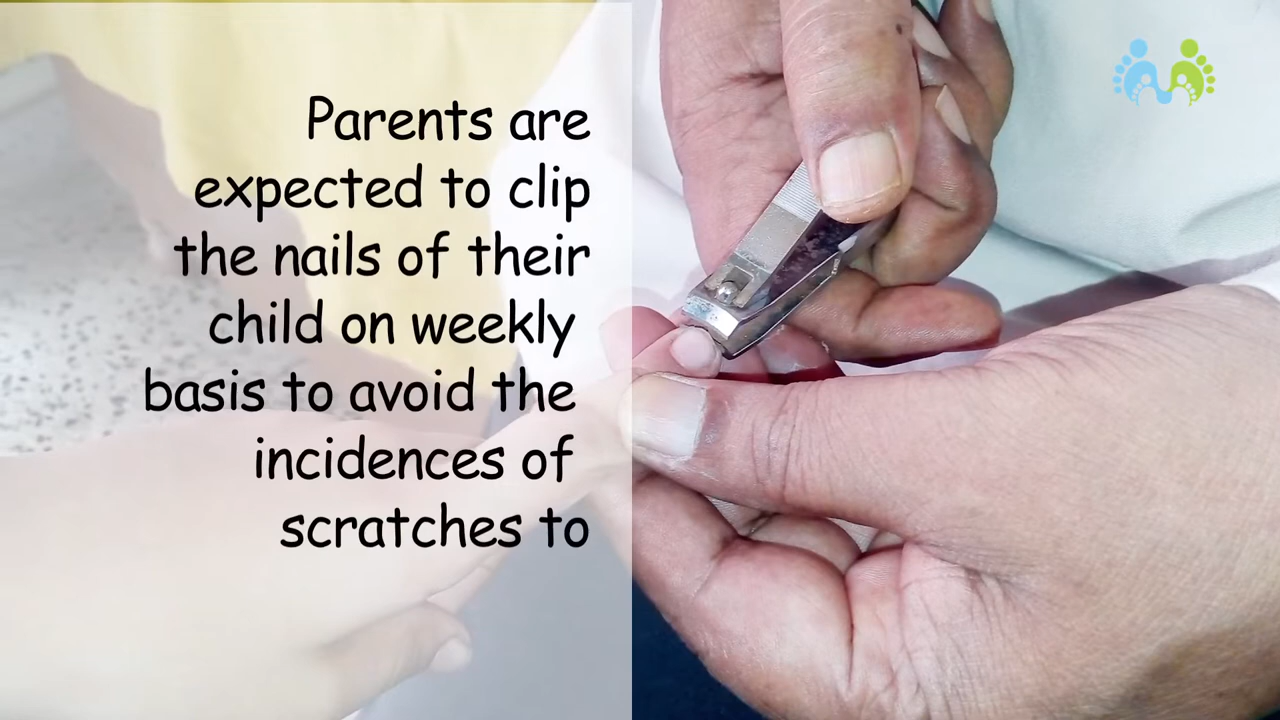 Parents are
expected to clip
the nails of their
child on weekly
basis to avoid the
incidences of
scratches to